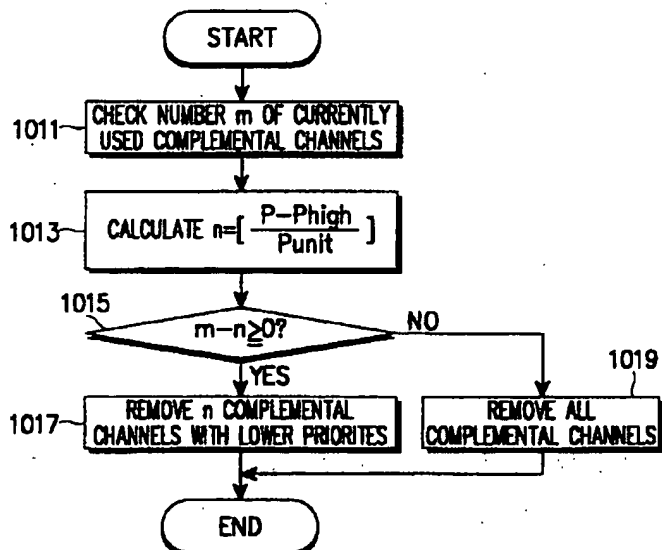 START
1011
CHECK NUMBER m OF CURRENTLY
USED COMPLEMENTAL CHANNELS
1013
CALCULATE n=[ P-Phigh / Punit ]
1015
m-n≥0?
NO
YES
1017
REMOVE n COMPLEMENTAL
CHANNELS WITH LOWER PRIORITES
1019
REMOVE ALL
COMPLEMENTAL CHANNELS
END